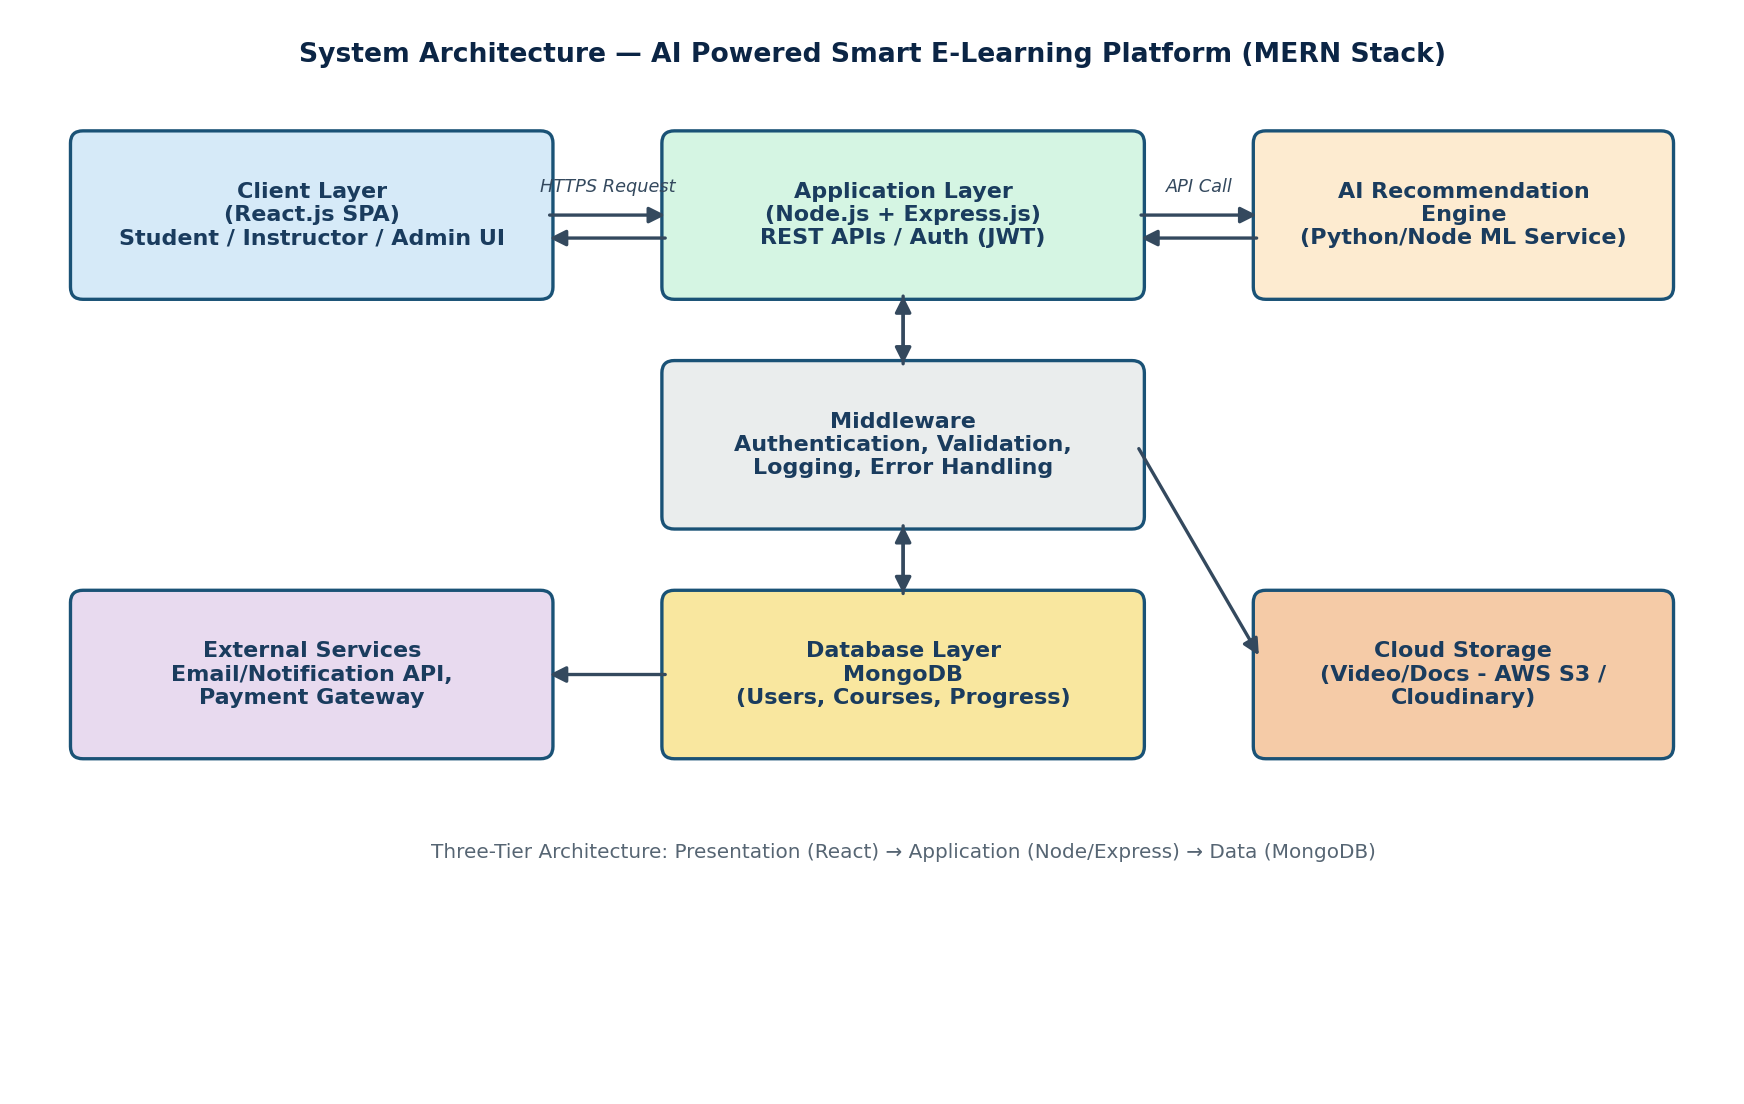 System Architecture — AI Powered Smart E-Learning Platform (MERN Stack)
Client Layer
(React.js SPA)
Student / Instructor / Admin UI
HTTPS Request
Application Layer
(Node.js + Express.js)
REST APIs / Auth (JWT)
API Call
AI Recommendation
Engine
(Python/Node ML Service)
Middleware
Authentication, Validation,
Logging, Error Handling
External Services
Email/Notification API,
Payment Gateway
Database Layer
MongoDB
(Users, Courses, Progress)
Cloud Storage
(Video/Docs - AWS S3 /
Cloudinary)
Three-Tier Architecture: Presentation (React) → Application (Node/Express) → Data (MongoDB)